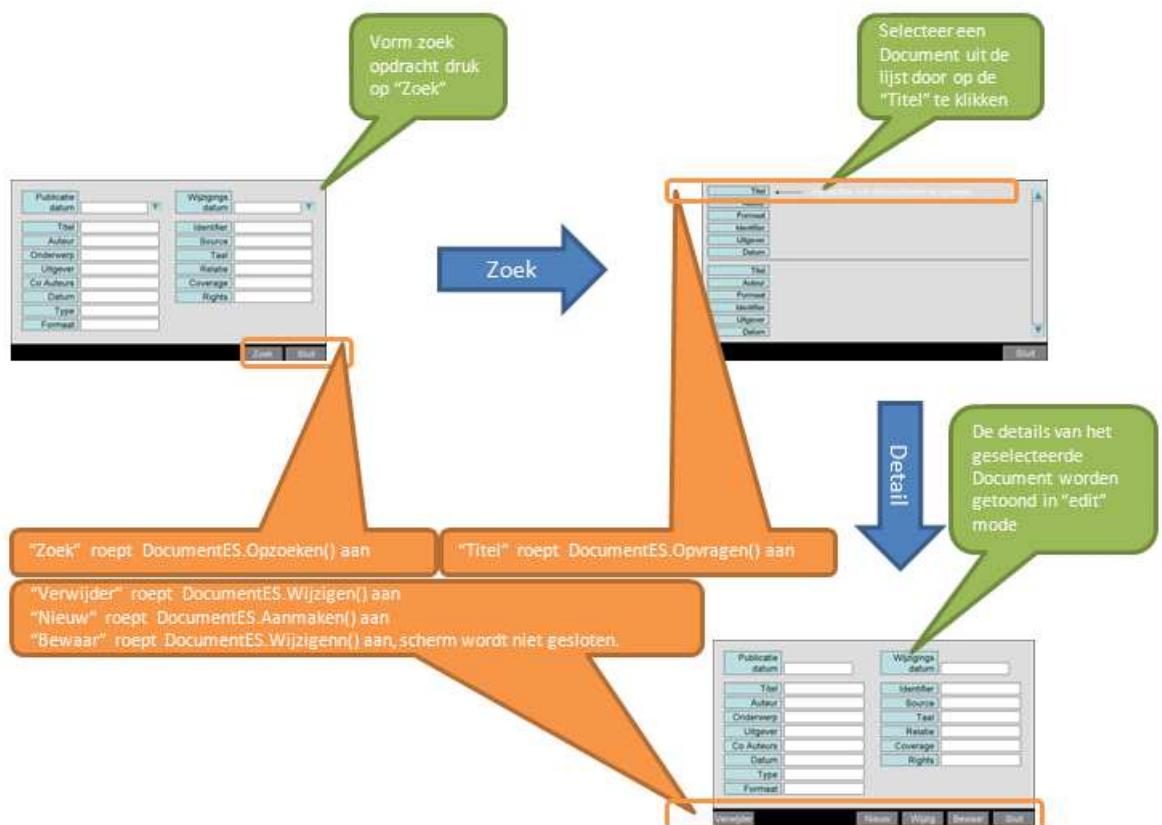 Vorm zoek
opdracht druk
op “Zoek”
Selecteer een
Document uit de
lijst door op de
“Titel” te klikken
Publicatie
datum
Wijzigings
datum
Titel
Auteur
Onderwerp
Uitgever
Co Auteurs
Datum
Type
Formaat
Identifier
Source
Taal
Relatie
Coverage
Rights
Zoek Sluit
Zoek
Titel
Formaat
Identifier
Uitgever
Datum
Titel
Auteur
Formaat
Identifier
Uitgever
Datum
Sluit
Detail
De details van het
geselecteerde
Document worden
getoond in “edit”
mode
“Zoek” roept DocumentES.Opzoeken() aan
“Titel” roept DocumentES.Opvragen() aan
“Verwijder” roept DocumentES.Wijzigen() aan
“Nieuw” roept DocumentES.Aanmaken() aan
“Bewaar” roept DocumentES.Wijzigenn() aan, scherm wordt niet gesloten.
Publicatie
datum
Wijzigings
datum
Titel
Auteur
Onderwerp
Uitgever
Co Auteurs
Datum
Type
Formaat
Identifier
Source
Taal
Relatie
Coverage
Rights
Verwijder Nieuw Wijzig Bewaar Sluit